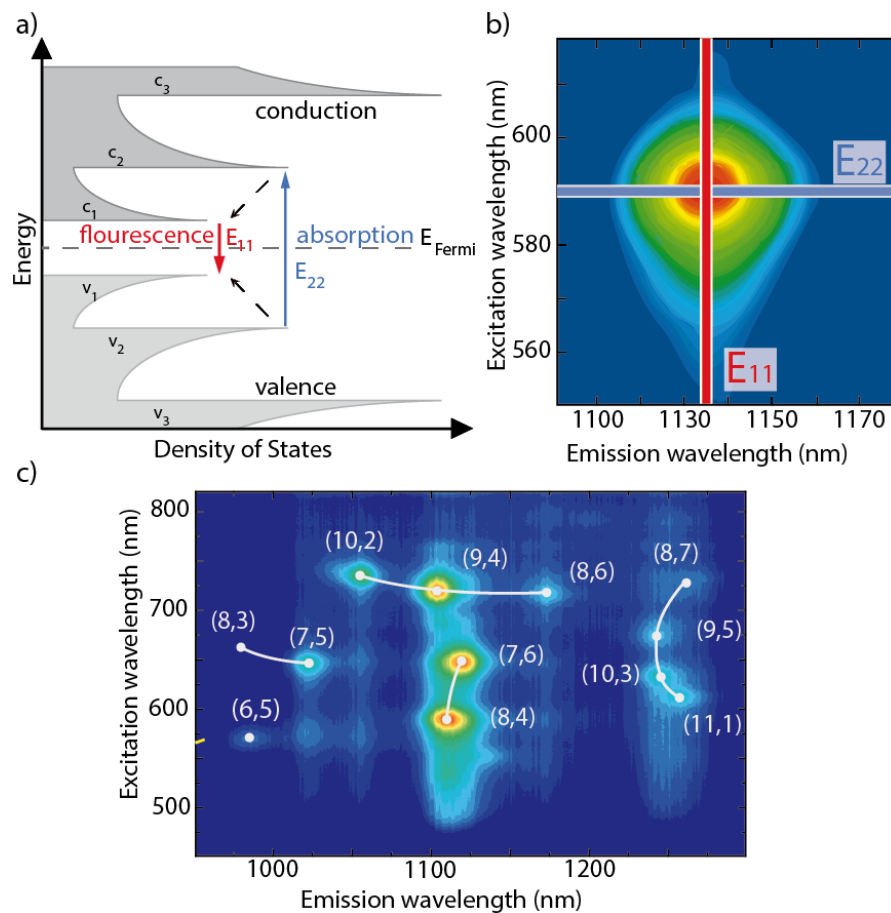 a)
Energy
c3
conduction
c2
c1
flourescence E11 absorption E Fermi
E22
v1
v2
valence
v3
Density of States
b)
Excitation wavelength (nm)
600
580
560
E22
E11
1100 1130 1150 1170
Emission wavelength (nm)
c)
Excitation wavelength (nm)
800
700
600
500
(10,2)
(9,4)
(8,6)
(8,7)
(8,3)
(7,5)
(7,6)
(9,5)
(10,3)
(6,5)
(8,4)
(11,1)
1000 1100 1200
Emission wavelength (nm)